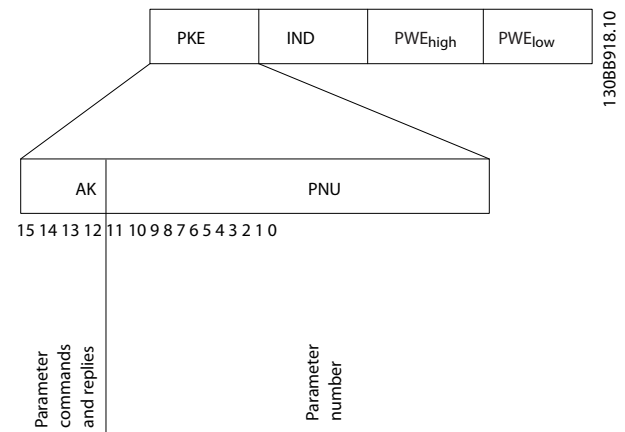 PKE IND PWEhigh PWElow
130BB918.10
AK PNU
15 14 13 12 11 10 9 8 7 6 5 4 3 2 1 0
Parameter
commands
and replies
Parameter
number